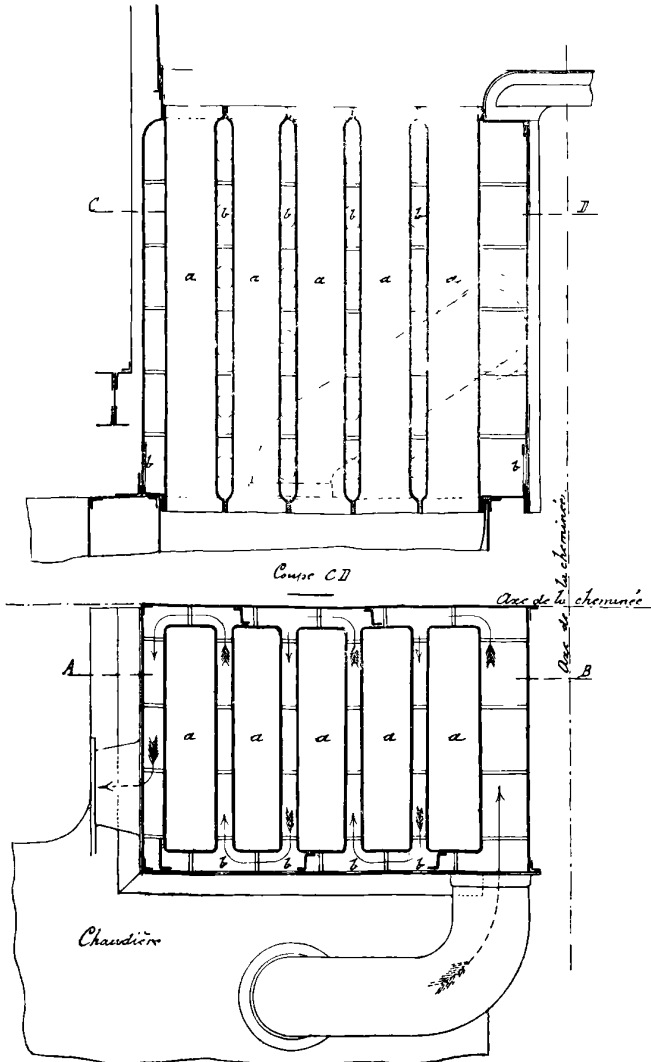 C
D
b b b b
a a a a a
b b
Coupe CD
Axe de la cheminée
Axe de la cheminée
A
B
a a a a a
b b b b
Chaudière